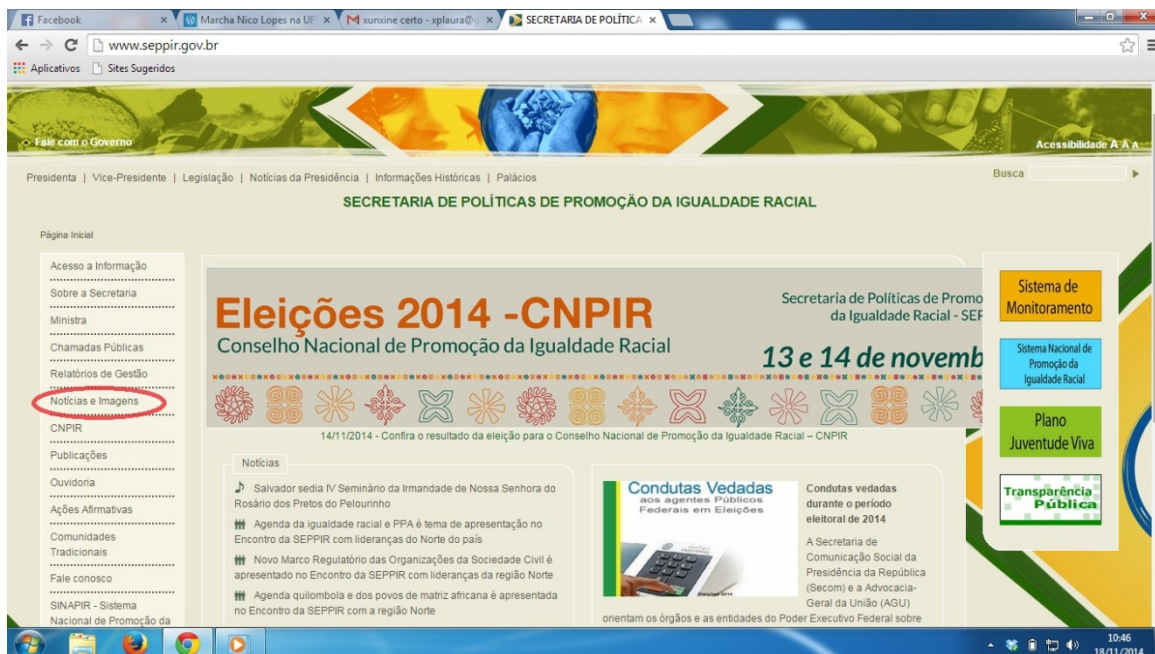 Facebook
Marcha Nico Lopes na UF
xunxine certo - xplaura@g
SECRETARIA DE POLÍTICA
www.seppir.gov.br
Aplicativos
Sites Sugeridos
Fale com o Governo
Acessibilidade A A A
Presidenta | Vice-Presidente | Legislação | Notícias da Presidência | Informações Históricas | Palácios
Busca
SECRETARIA DE POLÍTICAS DE PROMOÇÃO DA IGUALDADE RACIAL
Página Inicial
Acesso a Informação
Sobre a Secretaria
Ministra
Chamadas Públicas
Relatórios de Gestão
Notícias e Imagens
CNPIR
Publicações
Ouvidoria
Ações Afirmativas
Comunidades
Tradicionais
Fale conosco
SINAPIR - Sistema
Nacional de Promoção da
Eleições 2014 -CNPIR
Conselho Nacional de Promoção da Igualdade Racial
Secretaria de Políticas de Promo
da Igualdade Racial - SEP
13 e 14 de novemb
14/11/2014 - Confira o resultado da eleição para o Conselho Nacional de Promoção da Igualdade Racial – CNPIR
Notícias
Salvador sedia IV Seminário da Irmandade de Nossa Senhora do
Rosário dos Pretos do Pelourinho
Agenda da igualdade racial e PPA é tema de apresentação no
Encontro da SEPPIR com lideranças do Norte do país
Novo Marco Regulatório das Organizações da Sociedade Civil é
apresentado no Encontro da SEPPIR com lideranças da região Norte
Agenda quilombola e dos povos de matriz africana é apresentada
no Encontro da SEPPIR com a região Norte
Condutas Vedadas
aos agentes Públicos
Federais em Eleições
Condutas vedadas
durante o período
eleitoral de 2014
A Secretaria de
Comunicação Social da
Presidência da República
(Secom) e a Advocacia-
Geral da União (AGU)
orientam os órgãos e as entidades do Poder Executivo Federal sobre
Sistema de
Monitoramento
Sistema Nacional de
Promoção da
Igualdade Racial
Plano
Juventude Viva
Transparência
Pública
10:46
18/11/2014